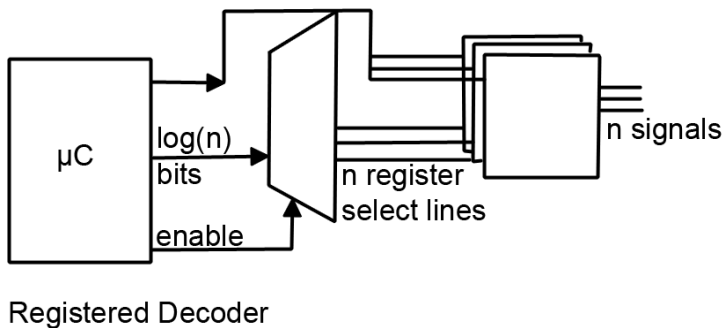 µC
log(n)
bits
enable
n register
select lines
n signals
Registered Decoder